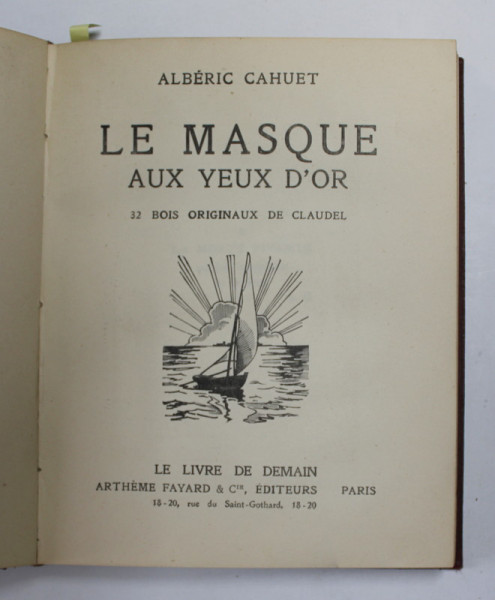 ALBÉRIC CAHUET
LE MASQUE
AUX YEUX D'OR
32 BOIS ORIGINAUX DE CLAUDEL
LE LIVRE DE DEMAIN
ARTHÈME FAYARD & Cie, ÉDITEURS PARIS
18-20, rue du Saint-Gothard, 18-20